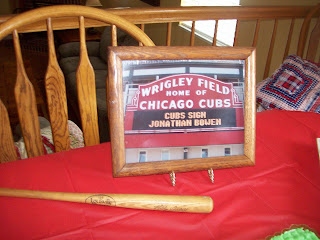 WRIGLEY FIELD
HOME OF
CHICAGO CUBS
CUBS SIGN
JONATHAN BOWEN